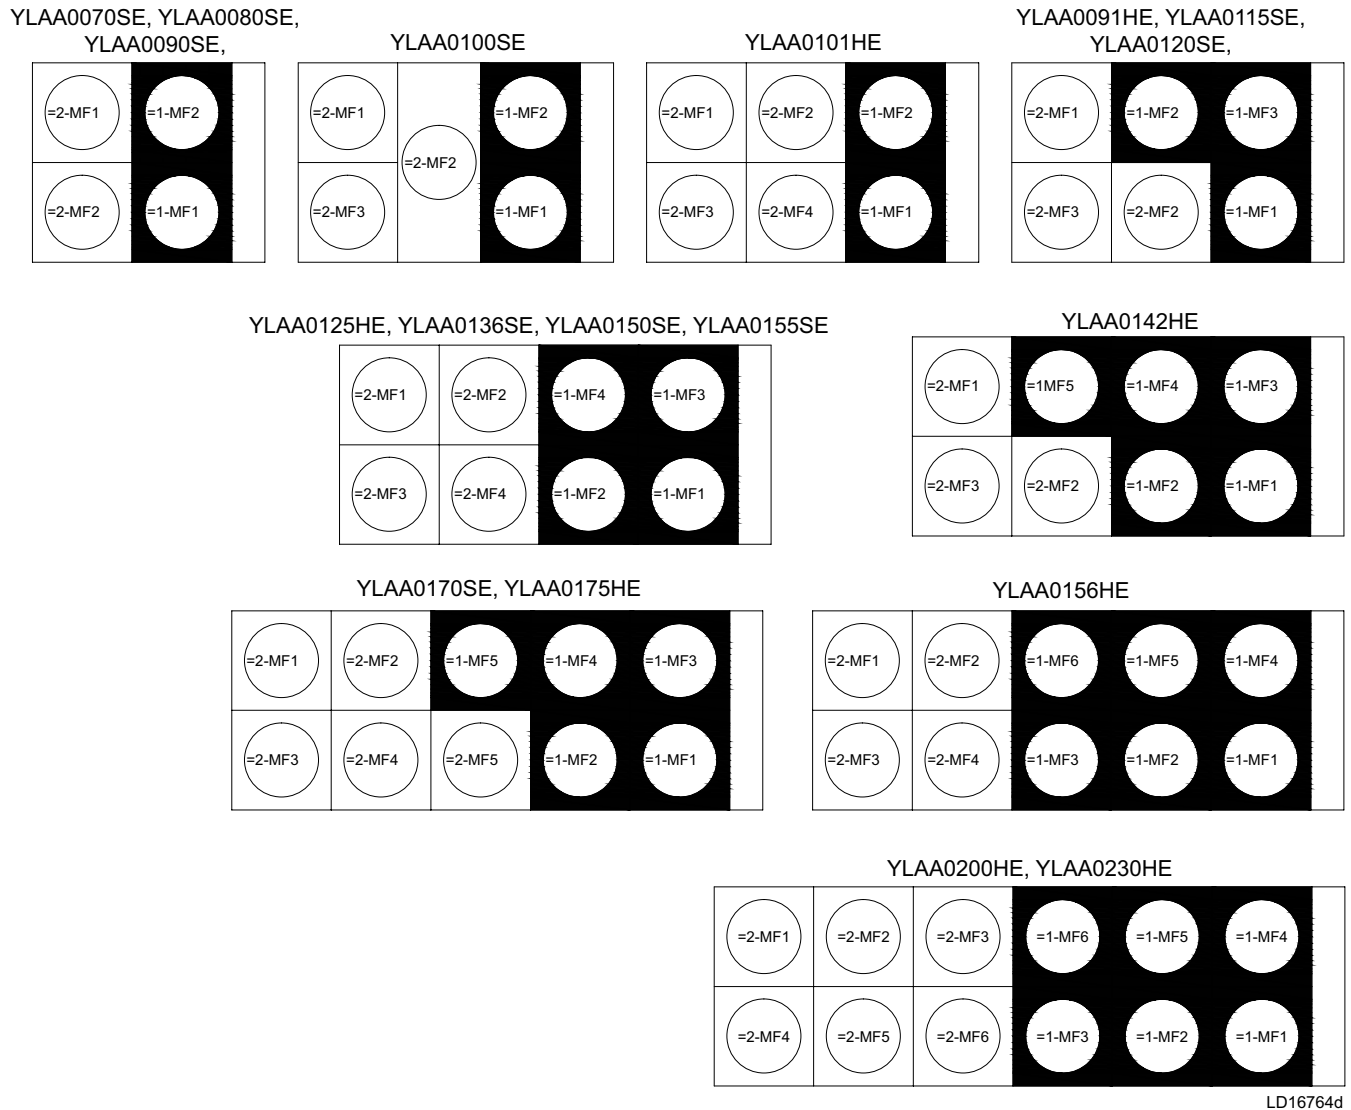 YLAA0070SE, YLAA0080SE,
YLAA0090SE,
=2-MF1 =1-MF2
=2-MF2 =1-MF1
YLAA0100SE
=2-MF1 =1-MF2
=2-MF2
=2-MF3 =1-MF1
YLAA0101HE
=2-MF1 =2-MF2 =1-MF2
=2-MF3 =2-MF4 =1-MF1
YLAA0091HE, YLAA0115SE,
YLAA0120SE,
=2-MF1 =1-MF2 =1-MF3
=2-MF3 =2-MF2 =1-MF1
YLAA0125HE, YLAA0136SE, YLAA0150SE, YLAA0155SE
=2-MF1 =2-MF2 =1-MF4 =1-MF3
=2-MF3 =2-MF4 =1-MF2 =1-MF1
YLAA0142HE
=2-MF1 =1MF5 =1-MF4 =1-MF3
=2-MF3 =2-MF2 =1-MF2 =1-MF1
YLAA0170SE, YLAA0175HE
=2-MF1 =2-MF2 =1-MF5 =1-MF4 =1-MF3
=2-MF3 =2-MF4 =2-MF5 =1-MF2 =1-MF1
YLAA0156HE
=2-MF1 =2-MF2 =1-MF6 =1-MF5 =1-MF4
=2-MF3 =2-MF4 =1-MF3 =1-MF2 =1-MF1
YLAA0200HE, YLAA0230HE
=2-MF1 =2-MF2 =2-MF3 =1-MF6 =1-MF5 =1-MF4
=2-MF4 =2-MF5 =2-MF6 =1-MF3 =1-MF2 =1-MF1
LD16764d